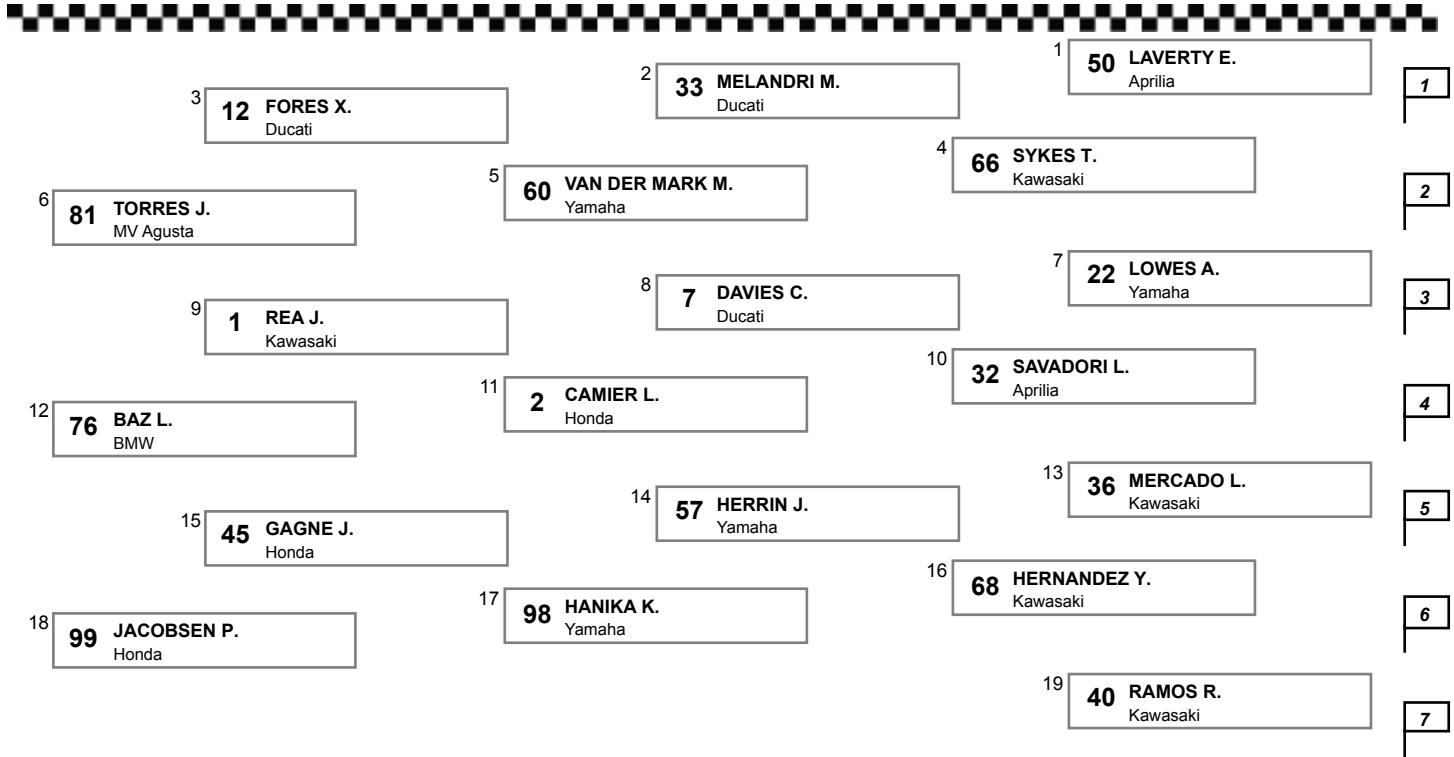 1
50 LAVERTY E.
Aprilia
1
2
33 MELANDRI M.
Ducati
3
12 FORES X.
Ducati
4
66 SYKES T.
Kawasaki
2
5
60 VAN DER MARK M.
Yamaha
6
81 TORRES J.
MV Agusta
7
22 LOWES A.
Yamaha
3
8
7 DAVIES C.
Ducati
9
1 REA J.
Kawasaki
10
32 SAVADORI L.
Aprilia
4
11
2 CAMIER L.
Honda
12
76 BAZ L.
BMW
13
36 MERCADO L.
Kawasaki
5
14
57 HERRIN J.
Yamaha
15
45 GAGNE J.
Honda
16
68 HERNANDEZ Y.
Kawasaki
6
17
98 HANIKA K.
Yamaha
18
99 JACOBSEN P.
Honda
19
40 RAMOS R.
Kawasaki
7